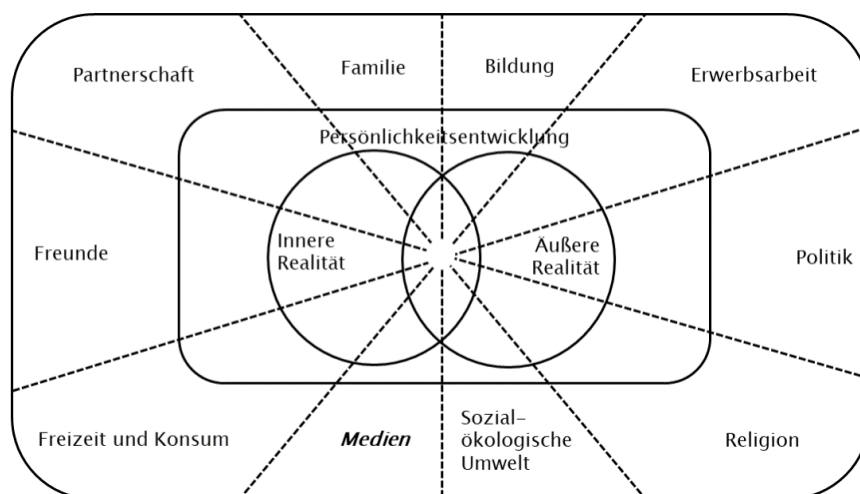 Partnerschaft
Familie
Bildung
Erwerbsarbeit
Persönlichkeitsentwicklung
Freunde
Innere
Realität
Äußere
Realität
Politik
Freizeit und Konsum
Medien
Sozial-
ökologische
Umwelt
Religion